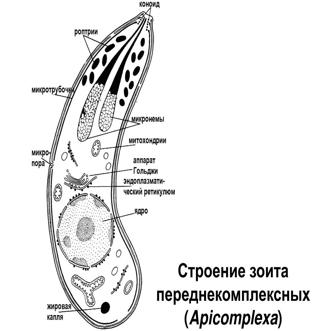 коноид
роптрии
микротрубочки
микронемы
митохондрии
микро-
пора
аппарат
Гольджи
эндоплазмати-
ческий ретикулюм
ядро
жировая
капля
Строение зоита
переднекомплексных
(Apicomplexa)